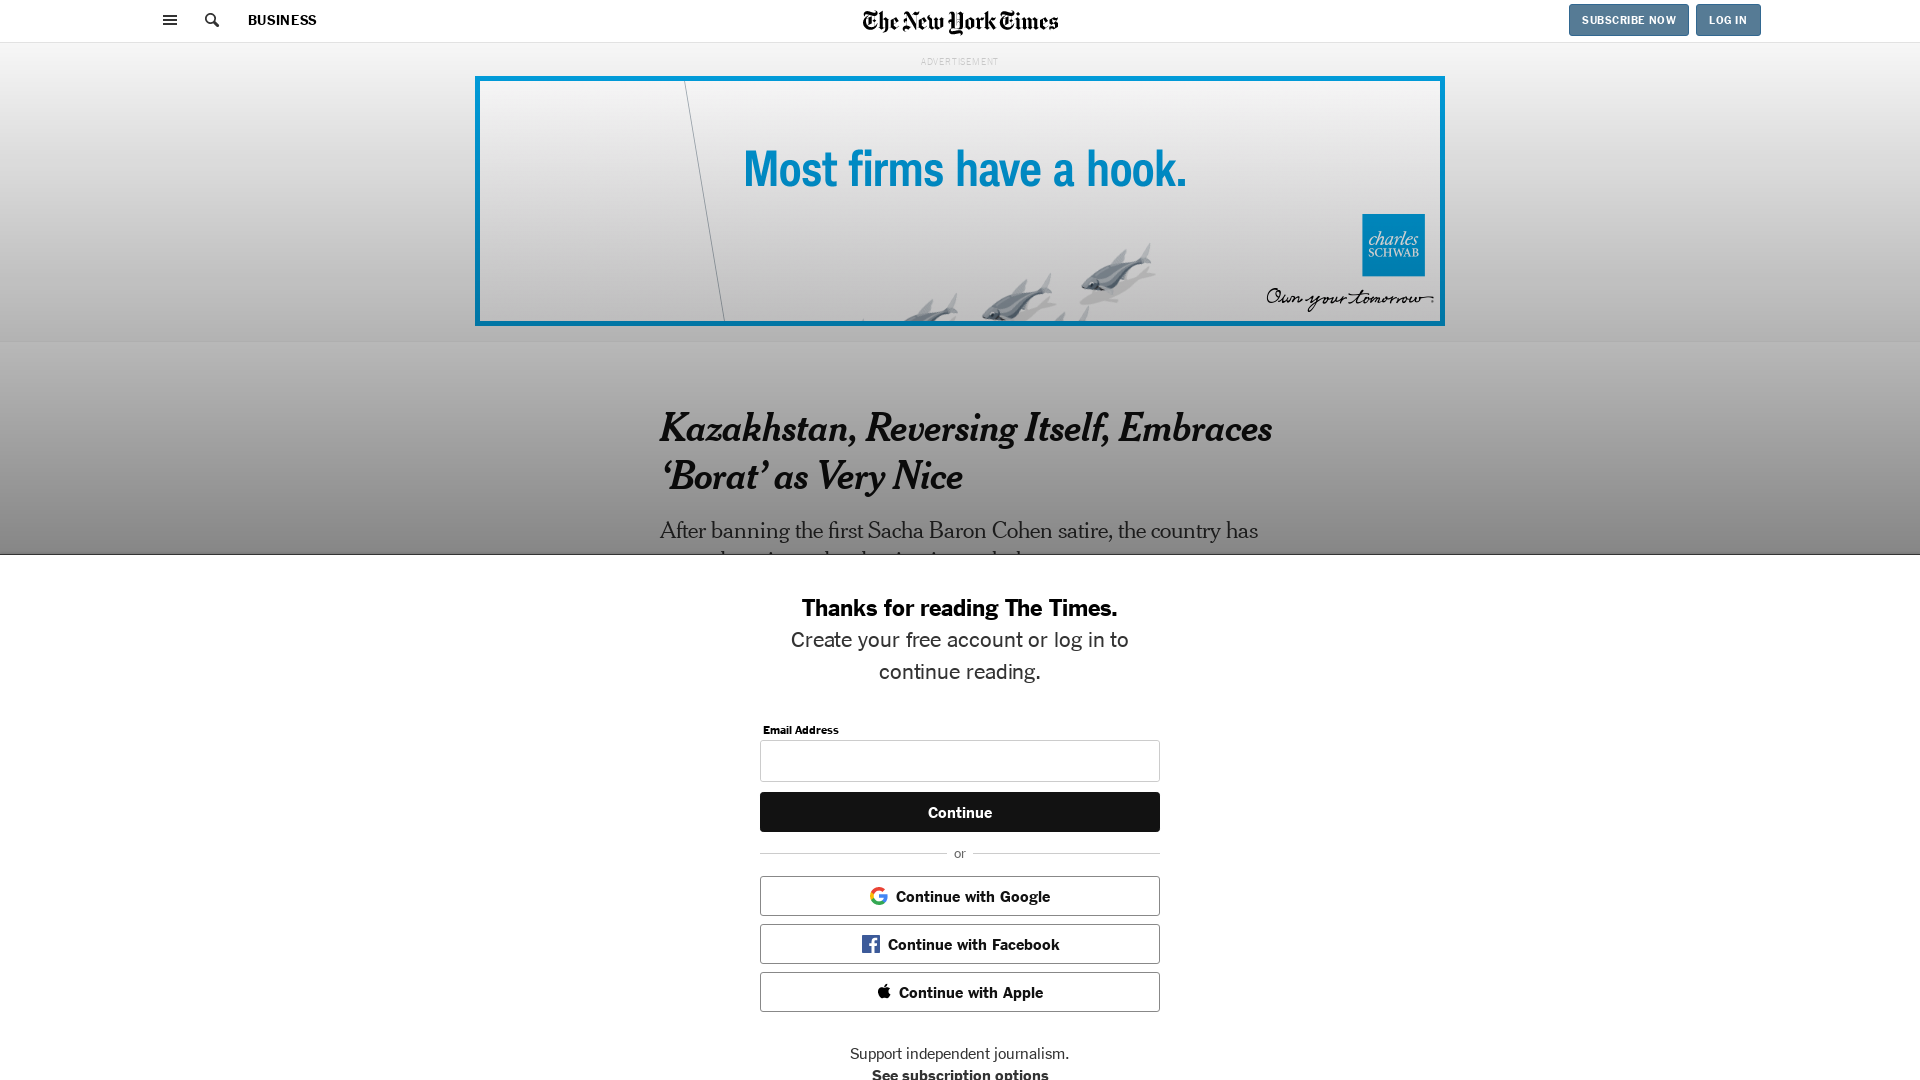 BUSINESS
The New York Times
SUBSCRIBE NOW
LOG IN
ADVERTISEMENT
Most firms have a hook.
charles
SCHWAB
Own your tomorrow
Kazakhstan, Reversing Itself, Embraces
‘Borat’ as Very Nice
After banning the first Sacha Baron Cohen satire, the country has
Thanks for reading The Times.
Create your free account or log in to
continue reading.
Email Address
Continue
or
Continue with Google
Continue with Facebook
Continue with Apple
Support independent journalism.
See subscription options